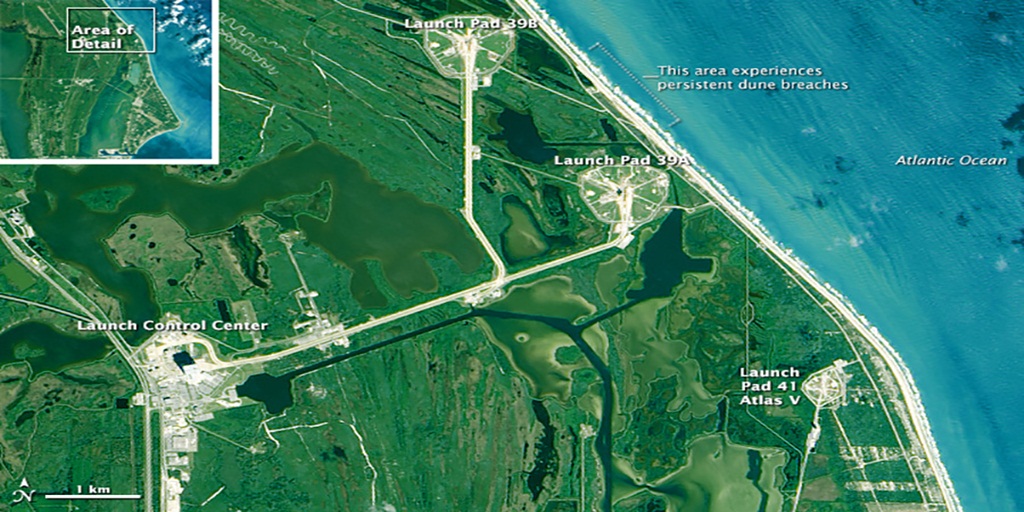 Area of
Detail
Launch Pad 39B
This area experiences
persistent dune breaches
Launch Pad 39A
Atlantic Ocean
Launch Control Center
Launch
Pad 41
Atlas V
N
1 km